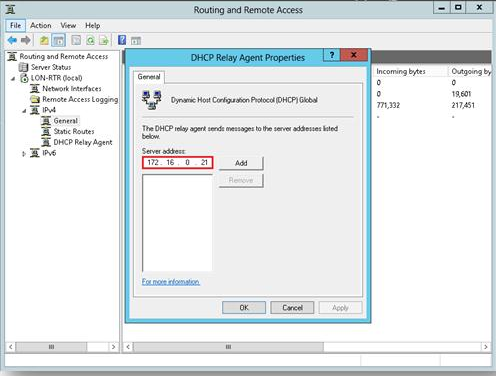 Routing and Remote Access
File Action View Help
Routing and Remote Access
Server Status
LON-RTR (local)
Network Interfaces
Remote Access Logging
IPv4
General
Static Routes
DHCP Relay Agent
IPv6
DHCP Relay Agent Properties
? x
General
Dynamic Host Configuration Protocol (DHCP) Global
The DHCP relay agent sends messages to the server addresses listed
below.
Server address:
172 . 16 . 0 . 21
Add
Remove
For more information
OK Cancel Apply
Incoming bytes Outgoing by
0 0
0 19,601
771,332 217,451
- -